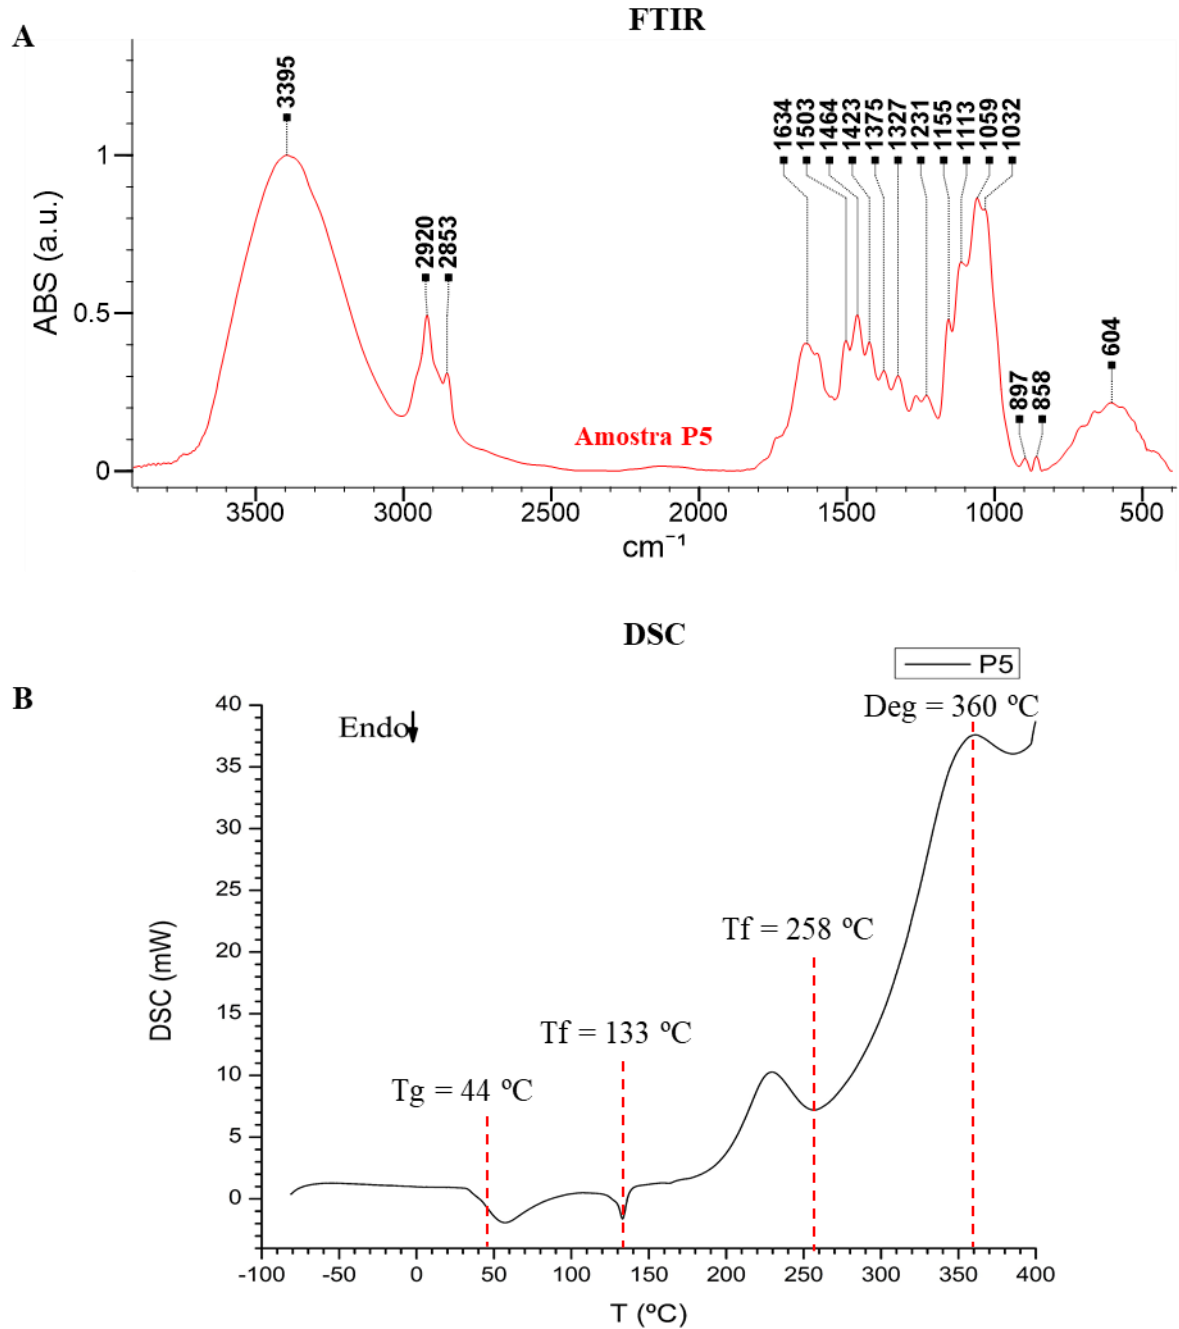 FTIR
A
3395
2920
2853
1634
1503
1464
1423
1375
1327
1231
1155
1113
1059
1032
897
858
604
1
0.5
0
ABS (a.u.)
Amostra P5
3500 3000 2500 2000 1500 1000 500
cm⁻¹
DSC
B
P5
Endo
Deg = 360 ºC
Tf = 258 ºC
Tf = 133 ºC
Tg = 44 ºC
40
35
30
25
20
15
10
5
0
DSC (mW)
-100 -50 0 50 100 150 200 250 300 350 400
T (ºC)